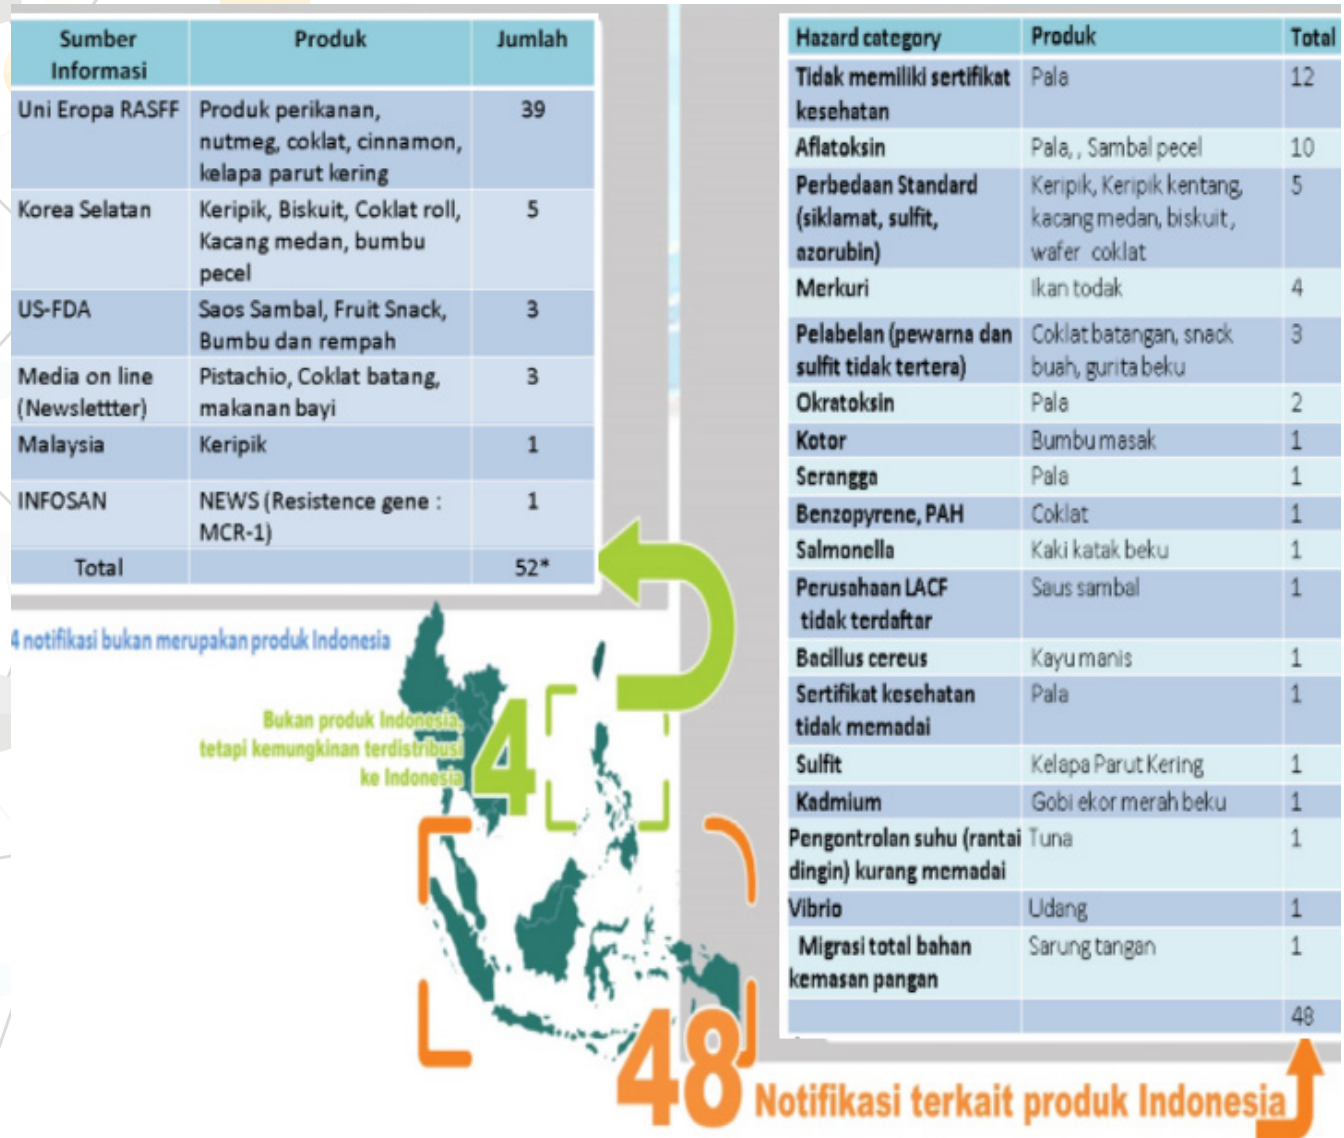 Sumber Informasi Produk Jumlah
Uni Eropa RASFF Produk perikanan, nutmeg, coklat, cinnamon, kelapa parut kering 39
Korea Selatan Keripik, Biskuit, Coklat roll, Kacang medan, bumbu pecel 5
US-FDA Saos Sambal, Fruit Snack, Bumbu dan rempah 3
Media on line (Newslettter) Pistachio, Coklat batang, makanan bayi 3
Malaysia Keripik 1
INFOSAN NEWS (Resistence gene : MCR-1) 1
Total 52*
4 notifikasi bukan merupakan produk Indonesia
Bukan produk Indonesia,
tetapi kemungkinan terdistribusi
ke Indonesia
4
Hazard category Produk Total
Tidak memiliki sertifikat kesehatan Pala 12
Aflatoksin Pala, , Sambal pecel 10
Perbedaan Standard (siklamat, sulfit, azorubin) Keripik, Keripik kentang, kacang medan, biskuit, wafer coklat 5
Merkuri Ikan todak 4
Pelabelan (pewarna dan sulfit tidak tertera) Coklat batangan, snack buah, gurita beku 3
Okratoksin Pala 2
Kotor Bumbu masak 1
Serangga Pala 1
Benzopyrene, PAH Coklat 1
Salmonella Kaki katak beku 1
Perusahaan LACF tidak terdaftar Saus sambal 1
Bacillus cereus Kayu manis 1
Sertifikat kesehatan tidak memadai Pala 1
Sulfit Kelapa Parut Kering 1
Kadmium Gobi ekor merah beku 1
Pengontrolan suhu (rantai dingin) kurang memadai Tuna 1
Vibrio Udang 1
Migrasi total bahan kemasan pangan Sarung tangan 1
48
48 Notifikasi terkait produk Indonesia